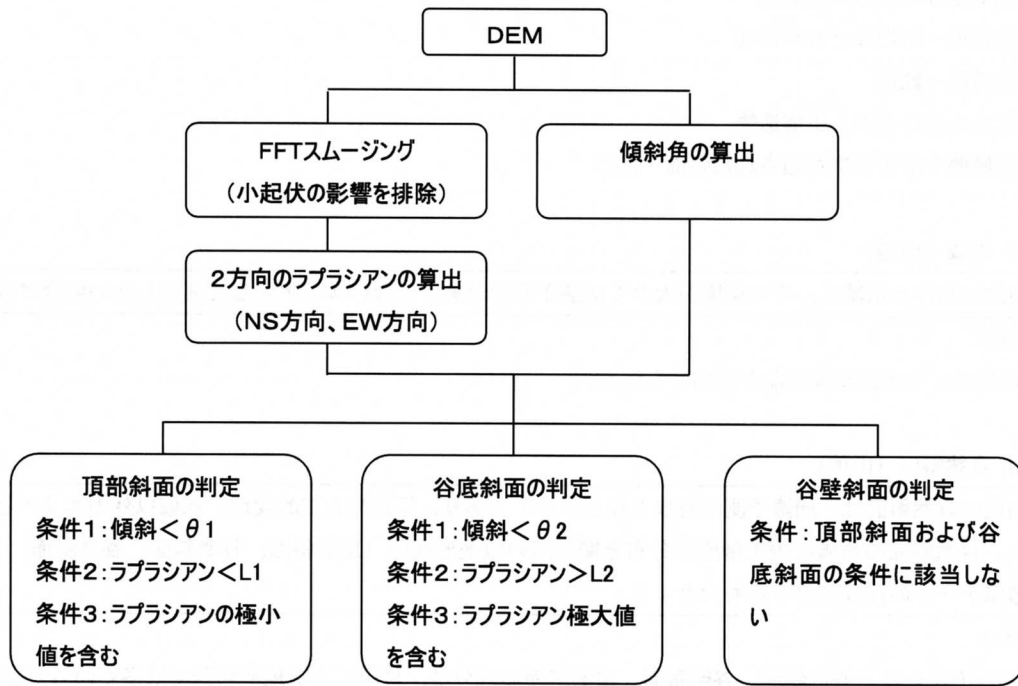 DEM
FFTスムージング
(小起伏の影響を排除)
傾斜角の算出
2方向のラプラシアンの算出
(NS方向、EW方向)
頂部斜面の判定
条件1:傾斜<θ1
条件2:ラプラシアン<L1
条件3:ラプラシアンの極小
値を含む
谷底斜面の判定
条件1:傾斜<θ2
条件2:ラプラシアン>L2
条件3:ラプラシアン極大値
を含む
谷壁斜面の判定
条件:頂部斜面および谷
底斜面の条件に該当しな
い